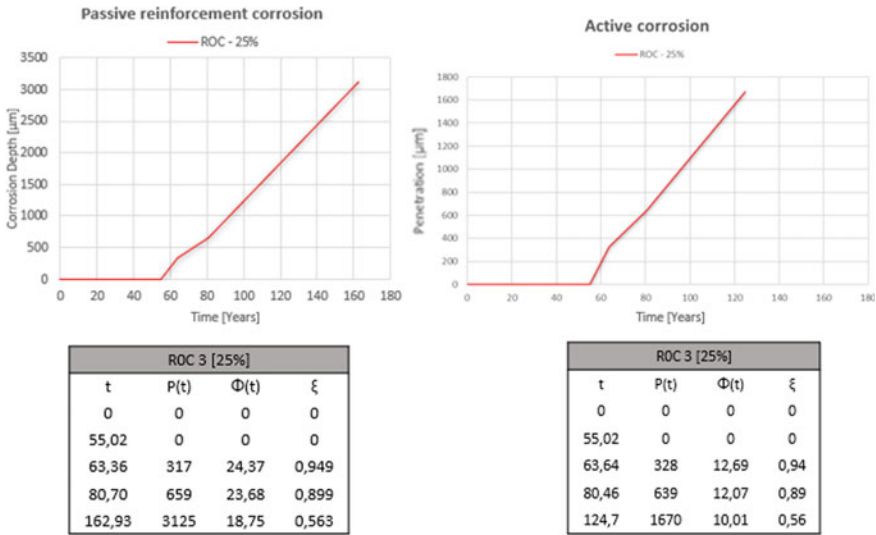 Passive reinforcement corrosion
ROC - 25%
3500
3000
2500
2000
1500
1000
500
0
Corrosion Depth [µm]
0 20 40 60 80 100 120 140 160 180
Time [Years]
Active corrosion
ROC - 25%
1800
1600
1400
1200
1000
800
600
400
200
0
Penetration [µm]
0 20 40 60 80 100 120 140 160 180
Time [Years]
ROC 3 [25%]
t P(t) Φ(t) ξ
0 0 0 0
55,02 0 0 0
63,36 317 24,37 0,949
80,70 659 23,68 0,899
162,93 3125 18,75 0,563
ROC 3 [25%]
t P(t) Φ(t) ξ
0 0 0 0
55,02 0 0 0
63,64 328 12,69 0,94
80,46 639 12,07 0,89
124,7 1670 10,01 0,56